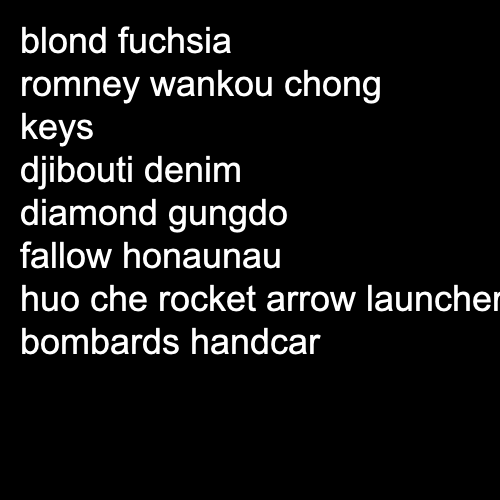 blond fuchsia
romney wankou chong
keys
djibouti denim
diamond gungdo
fallow honaunau
huo che rocket arrow launcher
bombards handcar